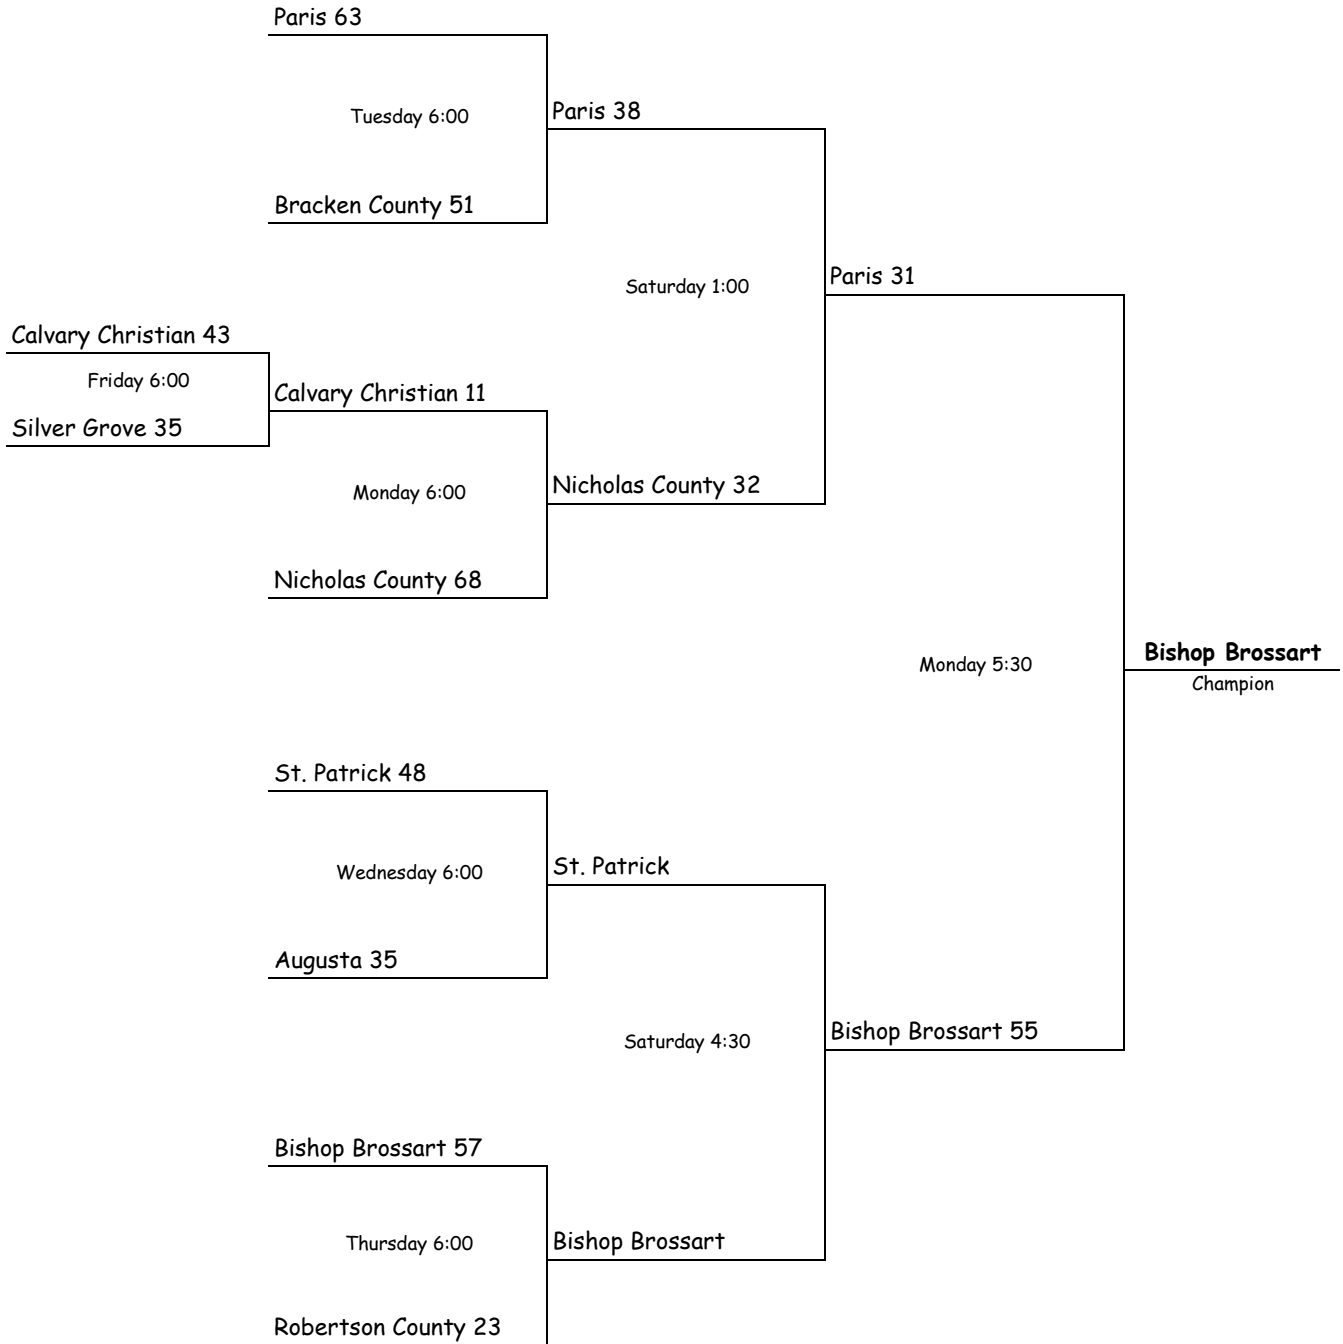 Paris 63
Tuesday 6:00
Paris 38
Bracken County 51
Saturday 1:00
Paris 31
Calvary Christian 43
Friday 6:00
Silver Grove 35
Calvary Christian 11
Monday 6:00
Nicholas County 32
Nicholas County 68
Monday 5:30
Bishop Brossart
Champion
St. Patrick 48
Wednesday 6:00
St. Patrick
Augusta 35
Saturday 4:30
Bishop Brossart 55
Bishop Brossart 57
Thursday 6:00
Bishop Brossart
Robertson County 23